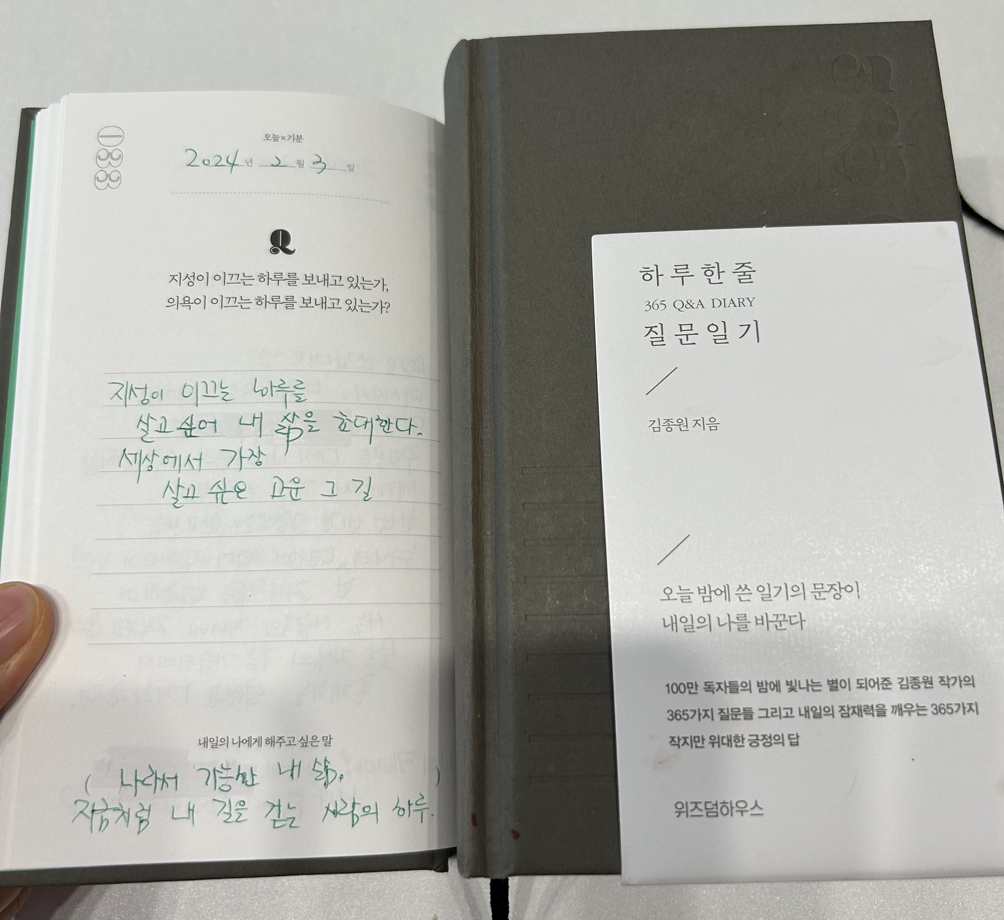 033
오늘×기분
2024년 2월 3일
Q
지성이 이끄는 하루를 보내고 있는가,
의욕이 이끄는 하루를 보내고 있는가?
지성이 이끄는 하루를
살고 싶어 내 삶을 초대한다.
세상에서 가장
살고 싶은 고운 그 길
내일의 나에게 해주고 싶은 말
( 나라서 가능한 내 삶. )
지금처럼 내 길을 걷는 사람의 하루.
하루 한 줄
365 Q&A DIARY
질문 일기
김종원 지음
오늘 밤에 쓴 일기의 문장이
내일의 나를 바꾼다
100만 독자들의 밤에 빛나는 별이 되어준 김종원 작가의
365가지 질문들 그리고 내일의 잠재력을 깨우는 365가지
작지만 위대한 긍정의 답
위즈덤하우스